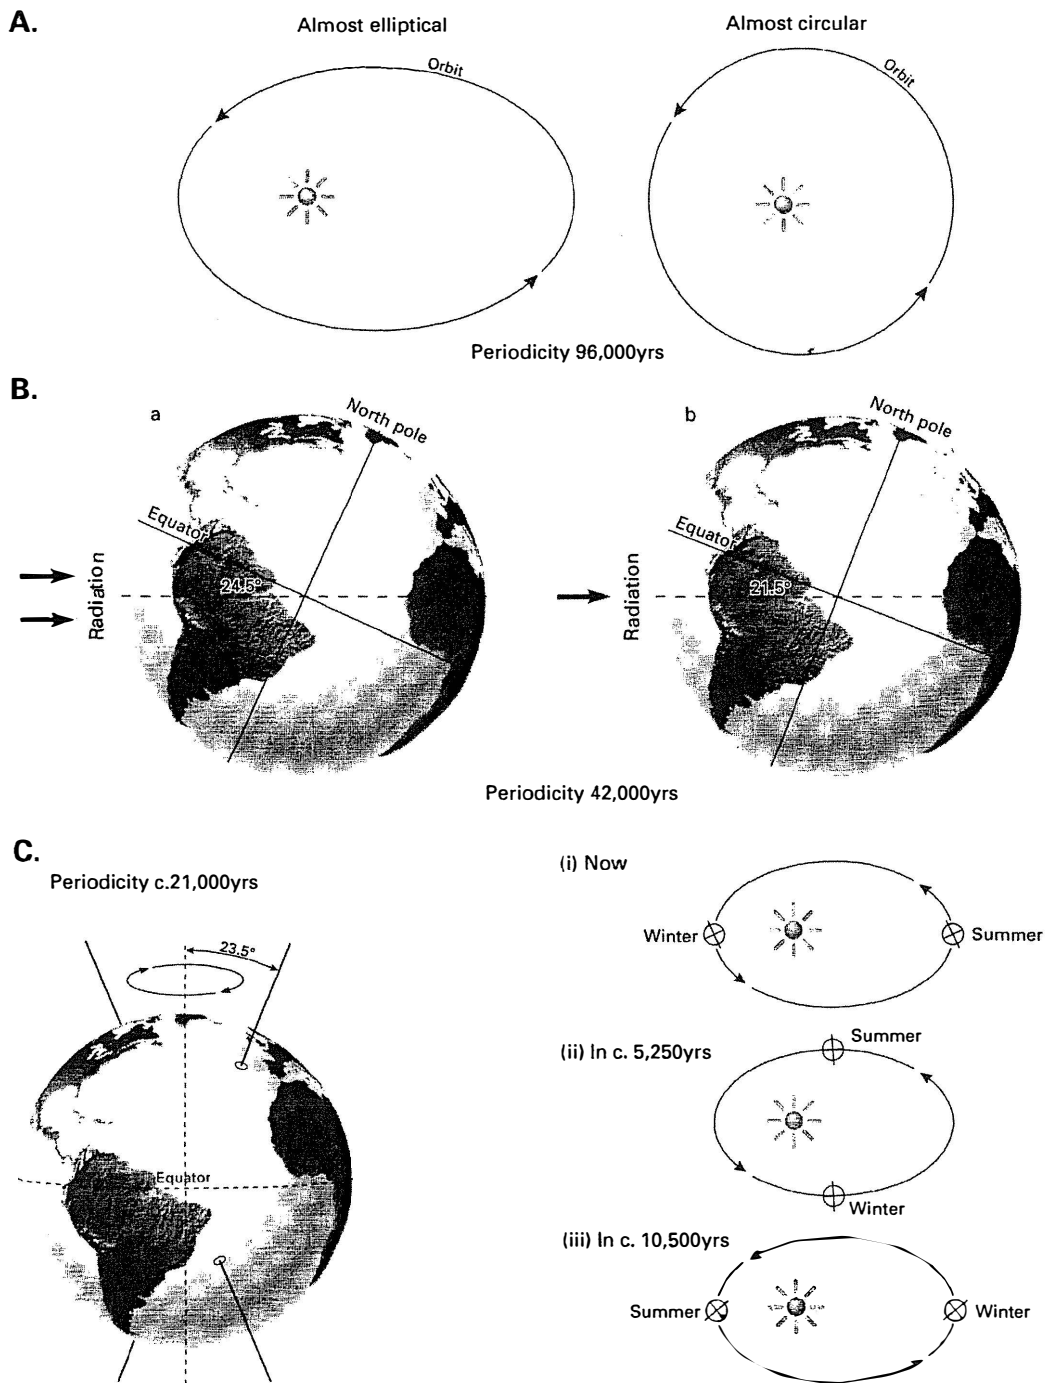 A.
Almost elliptical
Almost circular
Orbit
Orbit
Periodicity 96,000yrs
B.
a
b
North pole
North pole
Equator
Equator
Radiation
24.5°
Radiation
21.5°
Periodicity 42,000yrs
C.
Periodicity c.21,000yrs
23.5°
Equator
(i) Now
Winter
Summer
(ii) In c. 5,250yrs
Summer
Winter
(iii) In c. 10,500yrs
Summer
Winter